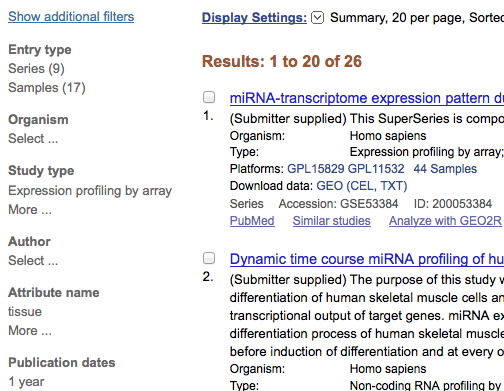 Show additional filters
Entry type
Series (9)
Samples (17)
Organism
Select ...
Study type
Expression profiling by array
More ...
Author
Select ...
Attribute name
tissue
More ...
Publication dates
1 year
Display Settings: Summary, 20 per page, Sorted
Results: 1 to 20 of 26
miRNA-transcriptome expression pattern du
1. (Submitter supplied) This SuperSeries is compo
Organism: Homo sapiens
Type: Expression profiling by array;
Platforms: GPL15829 GPL11532 44 Samples
Download data: GEO (CEL, TXT)
Series Accession: GSE53384 ID: 200053384
PubMed Similar studies Analyze with GEO2R
Dynamic time course miRNA profiling of hu
2. (Submitter supplied) The purpose of this study w
differentiation of human skeletal muscle cells an
transcriptional output of target genes. miRNA ex
differentiation process of human skeletal muscle
before induction of differentiation and at every o
Organism: Homo sapiens
Type: Non-coding RNA profiling by